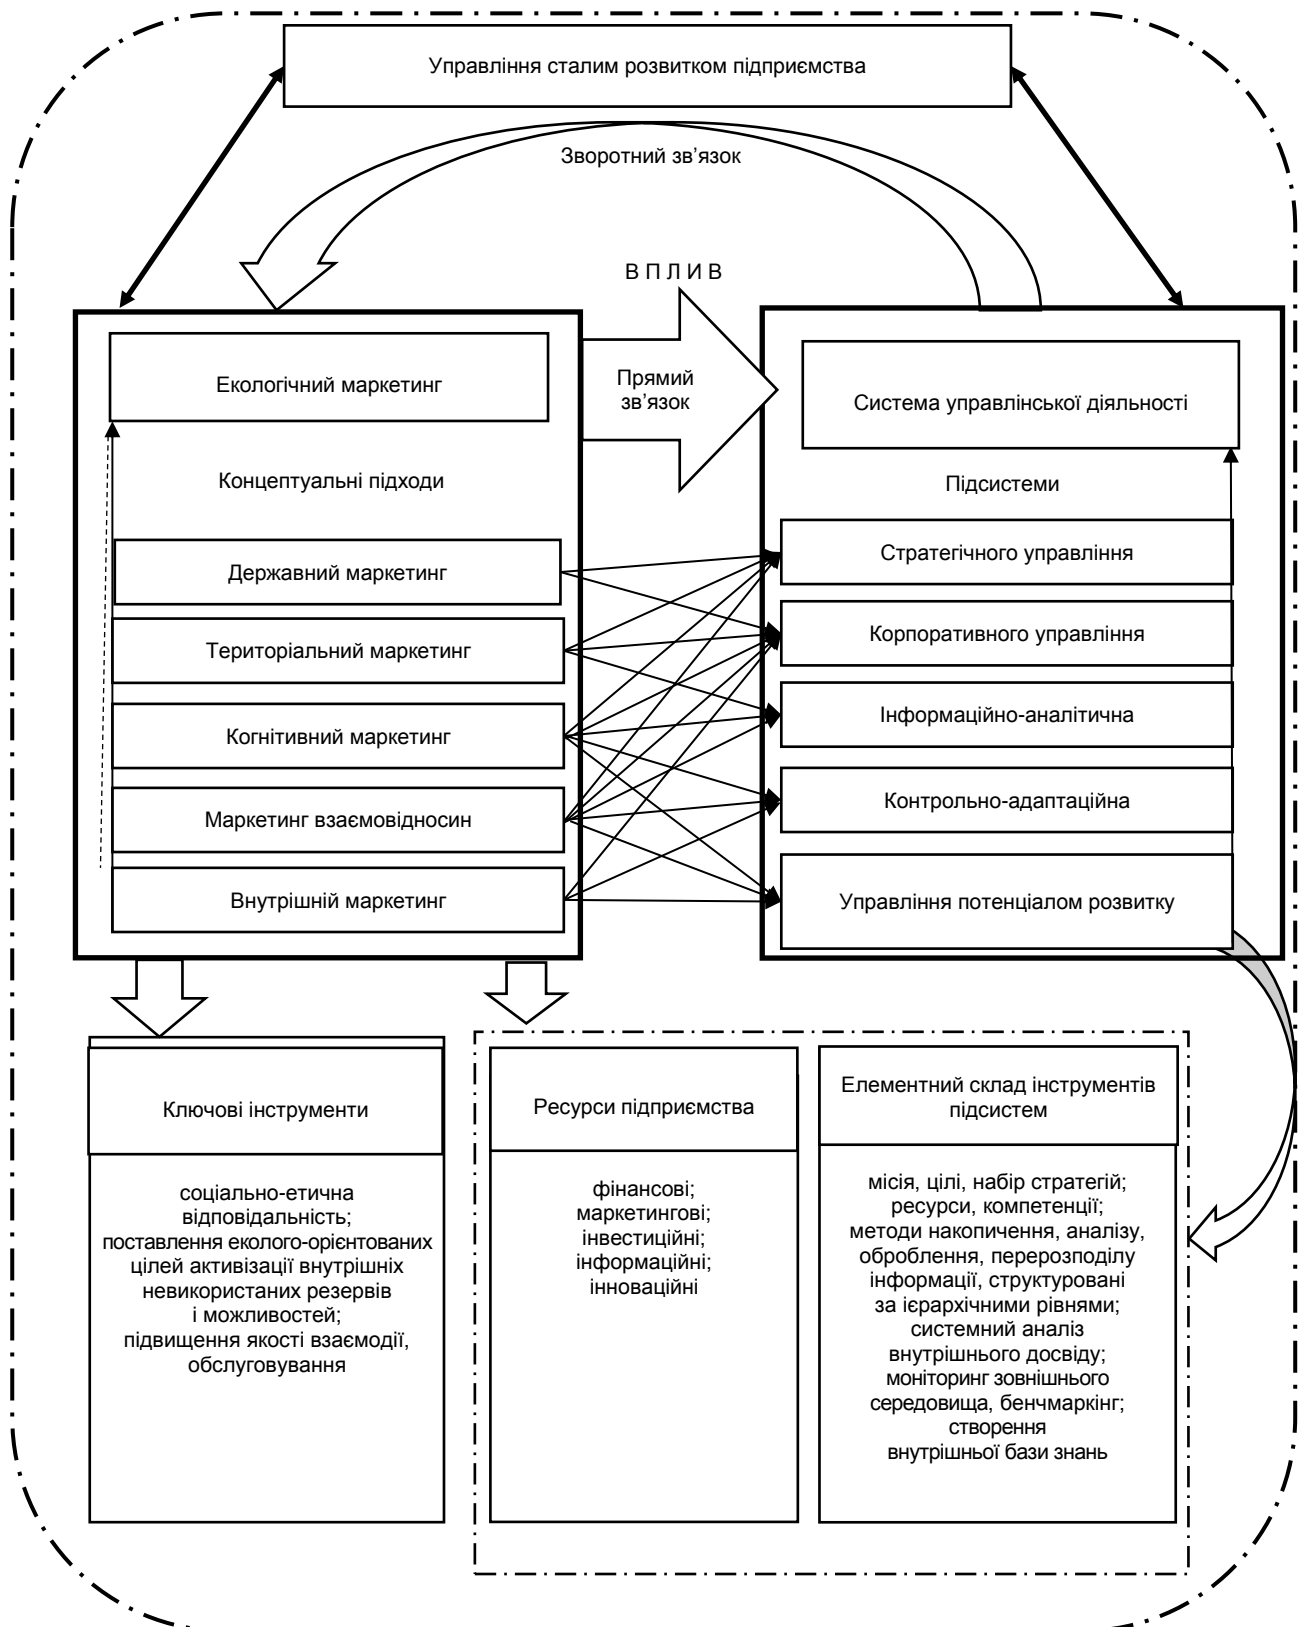 Управління сталим розвитком підприємства
Зворотний зв’язок
В П Л И В
Прямий
зв’язок
Екологічний маркетинг
Концептуальні підходи
Державний маркетинг
Територіальний маркетинг
Когнітивний маркетинг
Маркетинг взаємовідносин
Внутрішній маркетинг
Система управлінської діяльності
Підсистеми
Стратегічного управління
Корпоративного управління
Інформаційно-аналітична
Контрольно-адаптаційна
Управління потенціалом розвитку
Ключові інструменти
соціально-етична
відповідальність;
поставлення еколого-орієнтованих
цілей активізації внутрішніх
невикористаних резервів
і можливостей;
підвищення якості взаємодії,
обслуговування
Ресурси підприємства
фінансові;
маркетингові;
інвестиційні;
інформаційні;
інноваційні
Елементний склад інструментів
підсистем
місія, цілі, набір стратегій;
ресурси, компетенції;
методи накопичення, аналізу,
оброблення, перерозподілу
інформації, структуровані
за ієрархічними рівнями;
системний аналіз
внутрішнього досвіду;
моніторинг зовнішнього
середовища, бенчмаркінг;
створення
внутрішньої бази знань